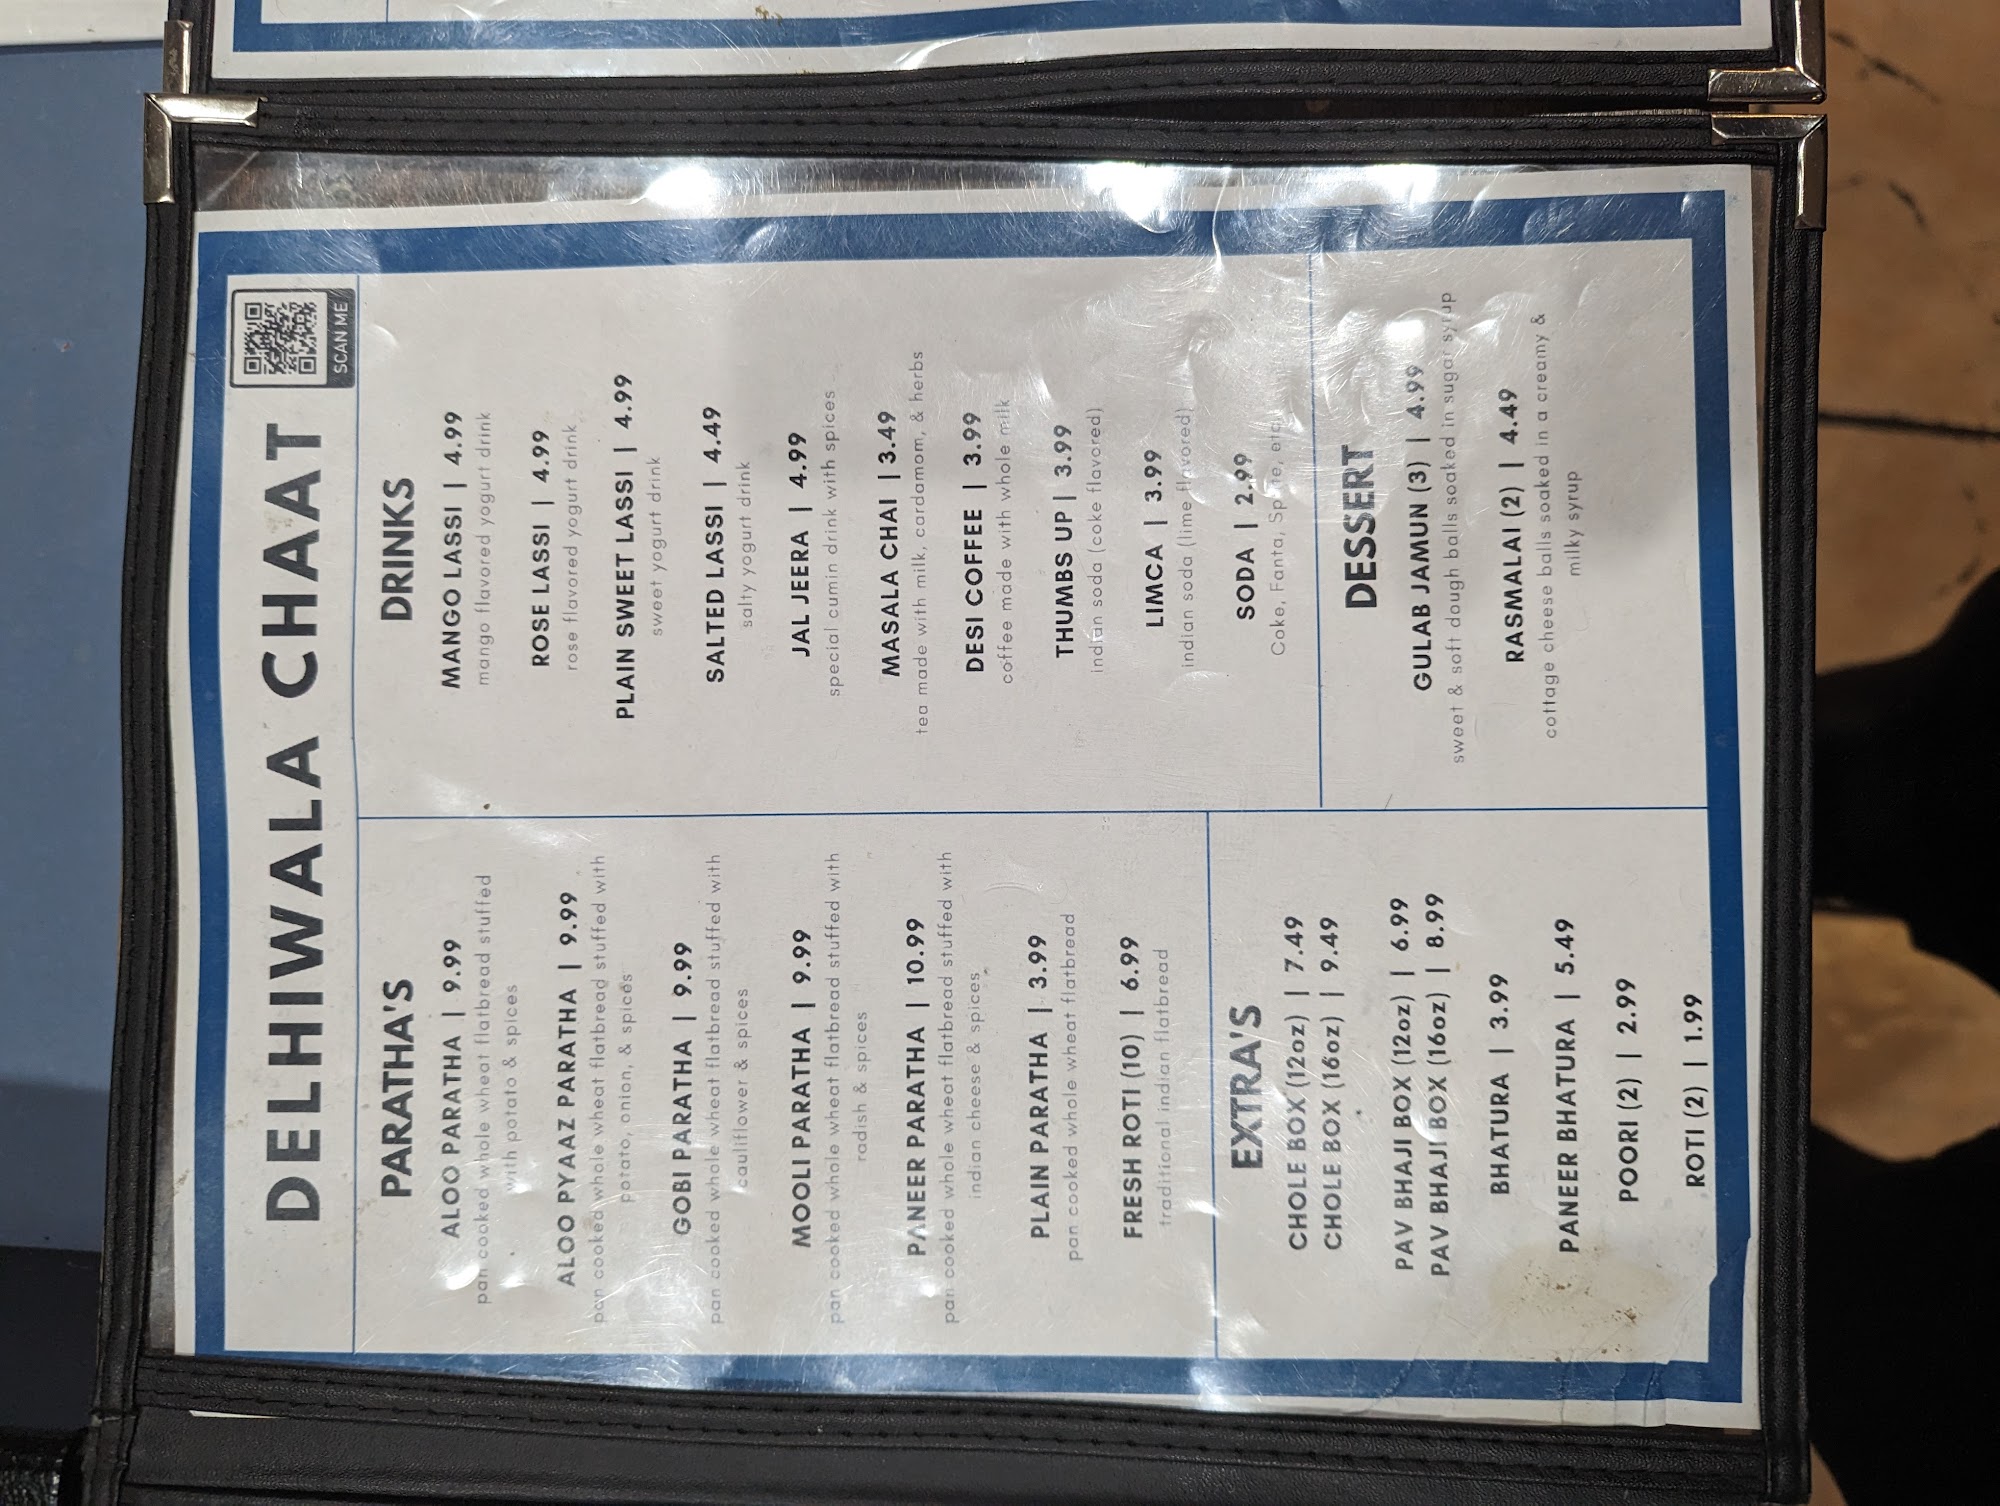 DELHIWALA CHAAT
SCAN ME
PARATHA'S
ALOO PARATHA | 9.99
pan cooked whole wheat flatbread stuffed
with potato & spices
ALOO PYAAZ PARATHA | 9.99
pan cooked whole wheat flatbread stuffed with
potato, onion, & spices
GOBI PARATHA | 9.99
pan cooked whole wheat flatbread stuffed with
cauliflower & spices
MOOLI PARATHA | 9.99
pan cooked whole wheat flatbread stuffed with
radish & spices
PANEER PARATHA | 10.99
pan cooked whole wheat flatbread stuffed with
indian cheese & spices
PLAIN PARATHA | 3.99
pan cooked whole wheat flatbread
FRESH ROTI (10) | 6.99
traditional indian flatbread
EXTRA'S
CHOLE BOX (12oz) | 7.49
CHOLE BOX (16oz) | 9.49
PAV BHAJI BOX (12oz) | 6.99
PAV BHAJI BOX (16oz) | 8.99
BHATURA | 3.99
PANEER BHATURA | 5.49
POORI (2) | 2.99
ROTI (2) | 1.99
DRINKS
MANGO LASSI | 4.99
mango flavored yogurt drink
ROSE LASSI | 4.99
rose flavored yogurt drink
PLAIN SWEET LASSI | 4.99
sweet yogurt drink
SALTED LASSI | 4.49
salty yogurt drink
JAL JEERA | 4.99
special cumin drink with spices
MASALA CHAI | 3.49
tea made with milk, cardamom, & herbs
DESI COFFEE | 3.99
coffee made with whole milk
THUMBS UP | 3.99
indian soda (coke flavored)
LIMCA | 3.99
indian soda (lime flavored)
SODA | 2.99
Coke, Fanta, Sprite, etc.
DESSERT
GULAB JAMUN (3) | 4.99
sweet & soft dough balls soaked in sugar syrup
RASMALAI (2) | 4.49
cottage cheese balls soaked in a creamy &
milky syrup